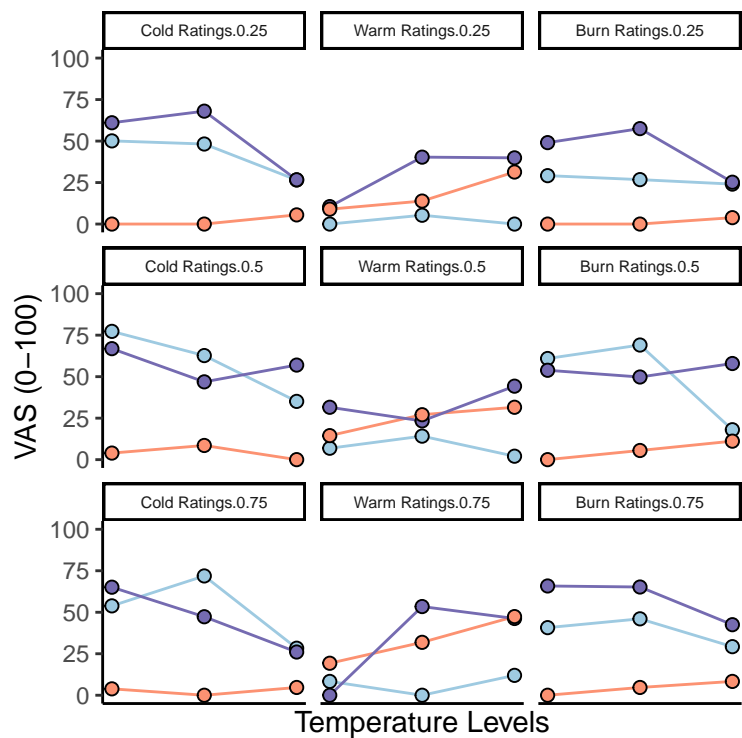 Cold Ratings.0.25
Warm Ratings.0.25
Burn Ratings.0.25
100
75
50
25
0
Cold Ratings.0.5
Warm Ratings.0.5
Burn Ratings.0.5
100
75
50
25
0
Cold Ratings.0.75
Warm Ratings.0.75
Burn Ratings.0.75
100
75
50
25
0
VAS (0−100)
Temperature Levels